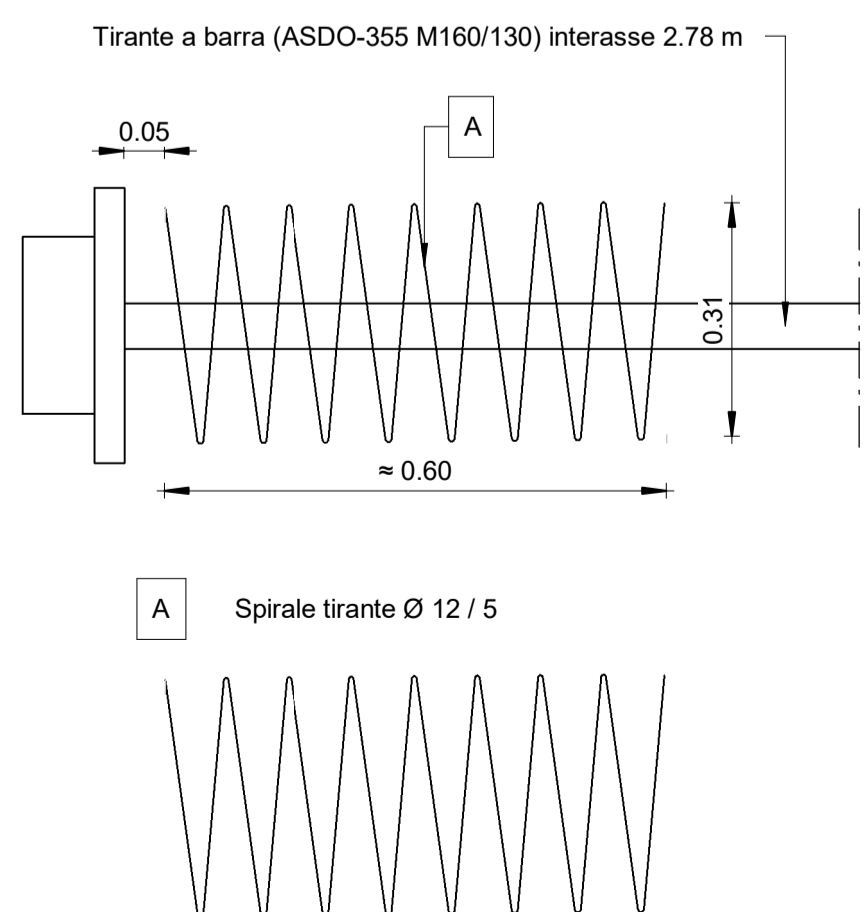 Tirante a barra (ASDO-355 M160/130) interasse 2.78 m
A
0.05
0.31
≈ 0.60
A Spirale tirante Ø 12 / 5